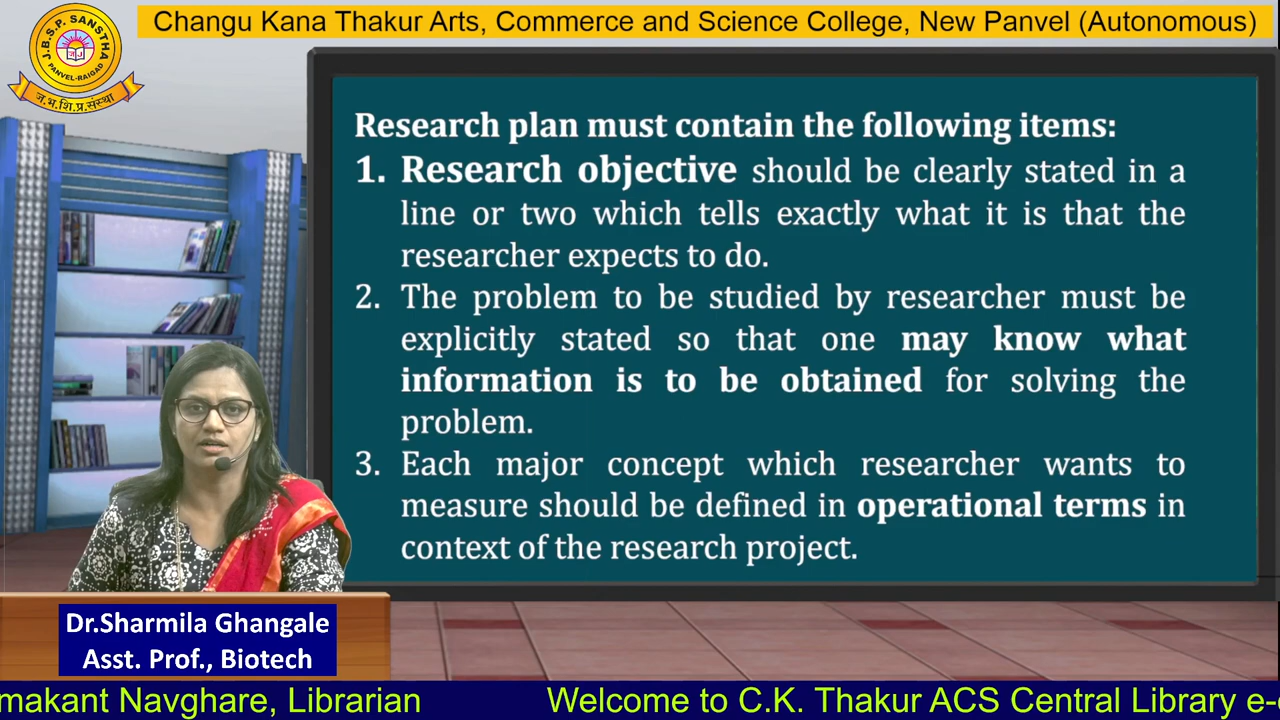 Changu Kana Thakur Arts, Commerce and Science College, New Panvel (Autonomous)
J.B.S.P. SANSTHA
PANVEL-RAIGAD
ज.भ.शि.प्र.संस्था
Research plan must contain the following items:
1. Research objective should be clearly stated in a
line or two which tells exactly what it is that the
researcher expects to do.
2. The problem to be studied by researcher must be
explicitly stated so that one may know what
information is to be obtained for solving the
problem.
3. Each major concept which researcher wants to
measure should be defined in operational terms in
context of the research project.
Dr.Sharmila Ghangale
Asst. Prof., Biotech
makant Navghare, Librarian
Welcome to C.K. Thakur ACS Central Library e-